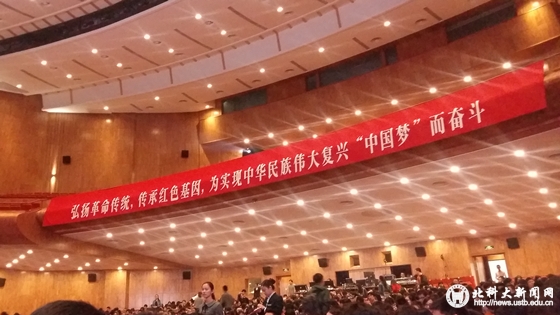 弘扬革命传统，传承红色基因，为实现中华民族伟大复兴“中国梦”而奋斗
北科大新闻网
http://news.ustb.edu.cn